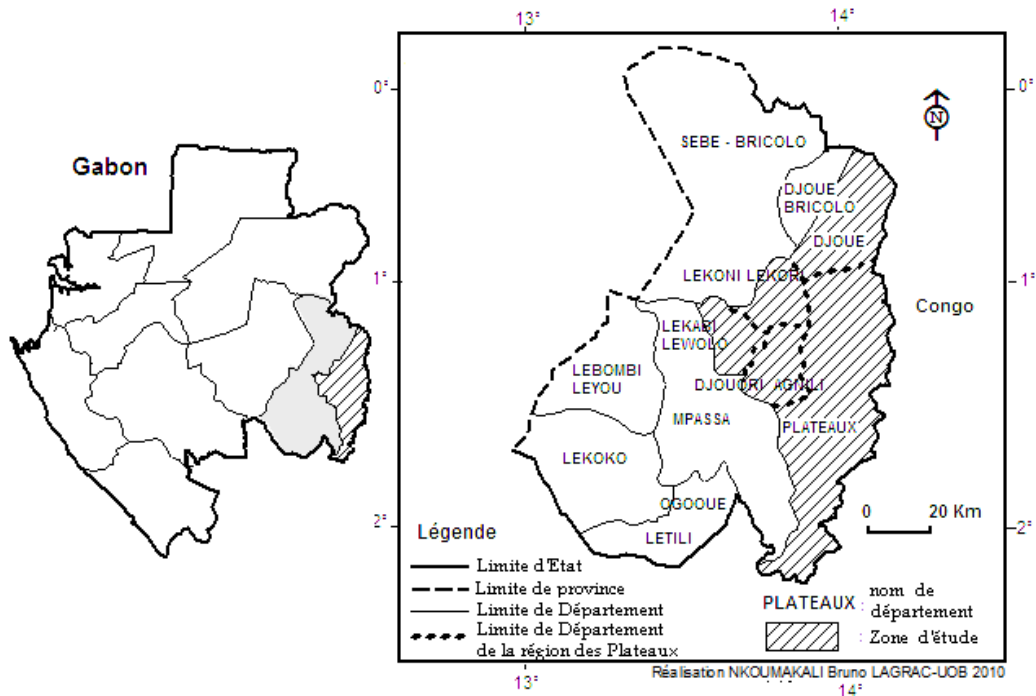 13°
14°
0°
0°
N
SEBE - BRICOLO
Gabon
DJOUE
BRICOLO
DJOUE
LEKONI LEKORI
1°
1°
Congo
LEKABI
LEWOLO
LEBOMBI
LEYOU
DJOUORI AGNILI
MPASSA
PLATEAUX
LEKOKO
OGOOUE
0 20 Km
2°
2°
LETILI
Légende
Limite d'Etat
Limite de province
Limite de Département
Limite de Département
de la région des Plateaux
PLATEAUX : nom de
département
: Zone d'étude
Réalisation NKOUMAKALI Bruno LAGRAC-UOB 2010
13°
14°